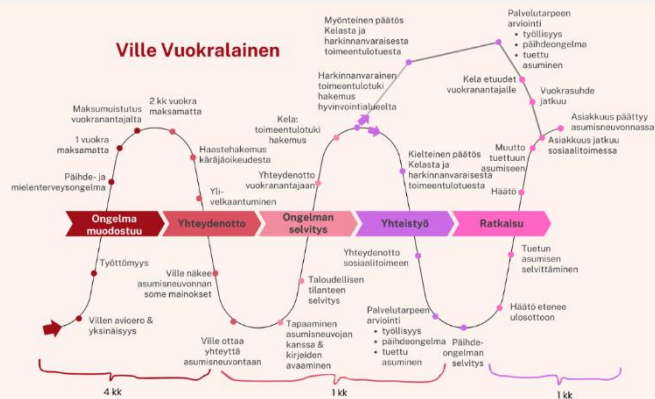 Ville Vuokralainen
Villen avioero &
yksinäisyys
Työttömyys
Päihde- ja
mielenterveysongelma
1 vuokra
maksamatta
Maksumuistutus
vuokranantajalta
2 kk vuokra
maksamatta
Haastehakemus
käräjäoikeudesta
Yli-
velkaantuminen
Ongelma
muodostuu
Yhteydenotto
Ongelman
selvitys
Yhteistyö
Ratkaisu
Ville näkee
asumisneuvonnan
some mainokset
Ville ottaa
yhteyttä
asumisneuvontaan
Tapaaminen
asumisneuvojan
kanssa &
kirjeiden
avaaminen
Taloudellisen
tilanteen
selvitys
Yhteydenotto
vuokranantajaan
Kela:
toimeentulotuki
hakemus
Harkinnanvarainen
toimeentulotuki
hakemus
hyvinvointialueelta
Myönteinen päätös
Kelasta ja
harkinnanvaraisesta
toimeentulotuesta
Palvelutarpeen
arviointi
• työllisyys
• päihdeongelma
• tuettu
asuminen
Kela etuudet
vuokranantajalle
Vuokrasuhde
jatkuu
Asiakkuus päättyy
asumisneuvonnassa
Asiakkuus jatkuu
sosiaalitoimessa
Kielteinen päätös
Kelasta ja
harkinnanvaraisesta
toimeentulotuesta
Yhteydenotto
sosiaalitoimeen
Palvelutarpeen
arviointi
• työllisyys
• päihdeongelma
• tuettu
asuminen
Päihde-
ongelman
selvitys
Häätö etenee
ulosottoon
Tuetun
asumisen
selvittäminen
Häätö
Muutto
tuettuun
asumiseen
4 kk
1 kk
1 kk